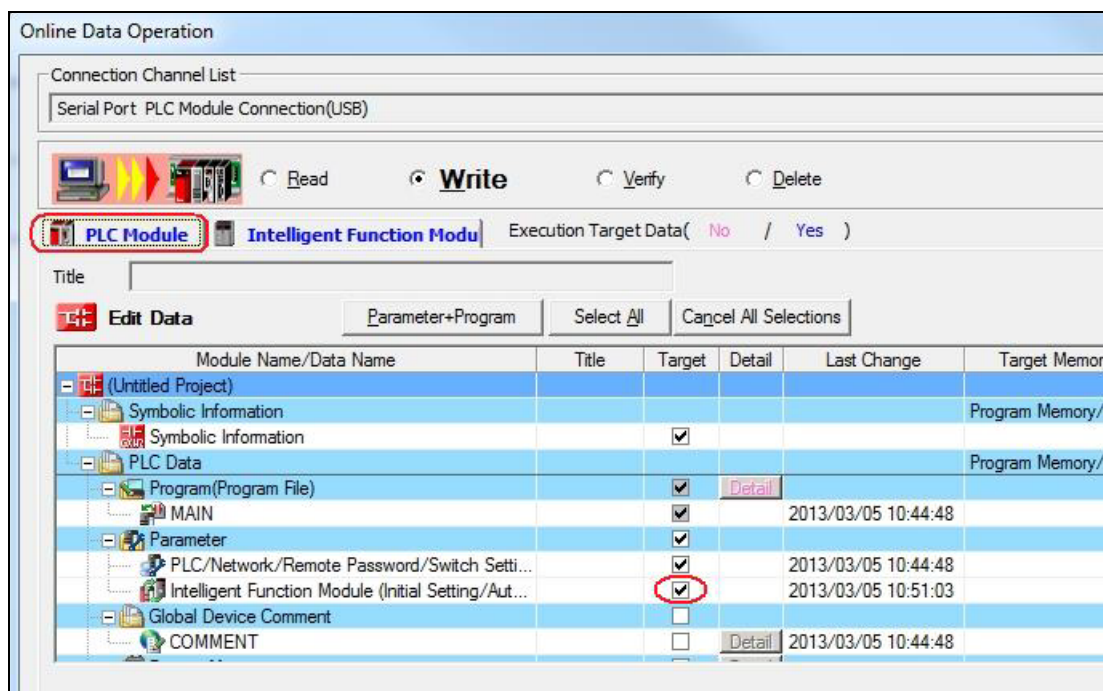 Online Data Operation
Connection Channel List
Serial Port PLC Module Connection(USB)
Read Write Verify Delete
PLC Module Intelligent Function Modu Execution Target Data( No / Yes )
Title
Edit Data Parameter+Program Select All Cancel All Selections
Module Name/Data Name Title Target Detail Last Change Target Memor
(Untitled Project)
Symbolic Information Program Memory/
Symbolic Information
PLC Data Program Memory/
Program(Program File) Detail
MAIN 2013/03/05 10:44:48
Parameter
PLC/Network/Remote Password/Switch Setti... 2013/03/05 10:44:48
Intelligent Function Module (Initial Setting/Aut... 2013/03/05 10:51:03
Global Device Comment
COMMENT Detail 2013/03/05 10:44:48